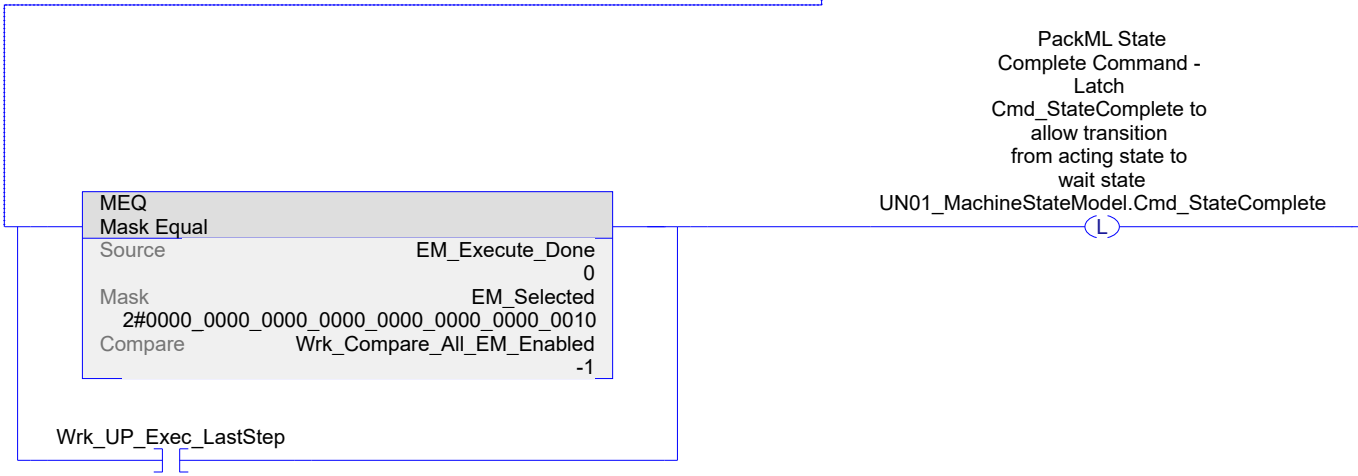 PackML State
Complete Command -
Latch
Cmd_StateComplete to
allow transition
from acting state to
wait state
UN01_MachineStateModel.Cmd_StateComplete
L
MEQ
Mask Equal
Source EM_Execute_Done
0
Mask EM_Selected
2#0000_0000_0000_0000_0000_0000_0000_0010
Compare Wrk_Compare_All_EM_Enabled
-1
Wrk_UP_Exec_LastStep